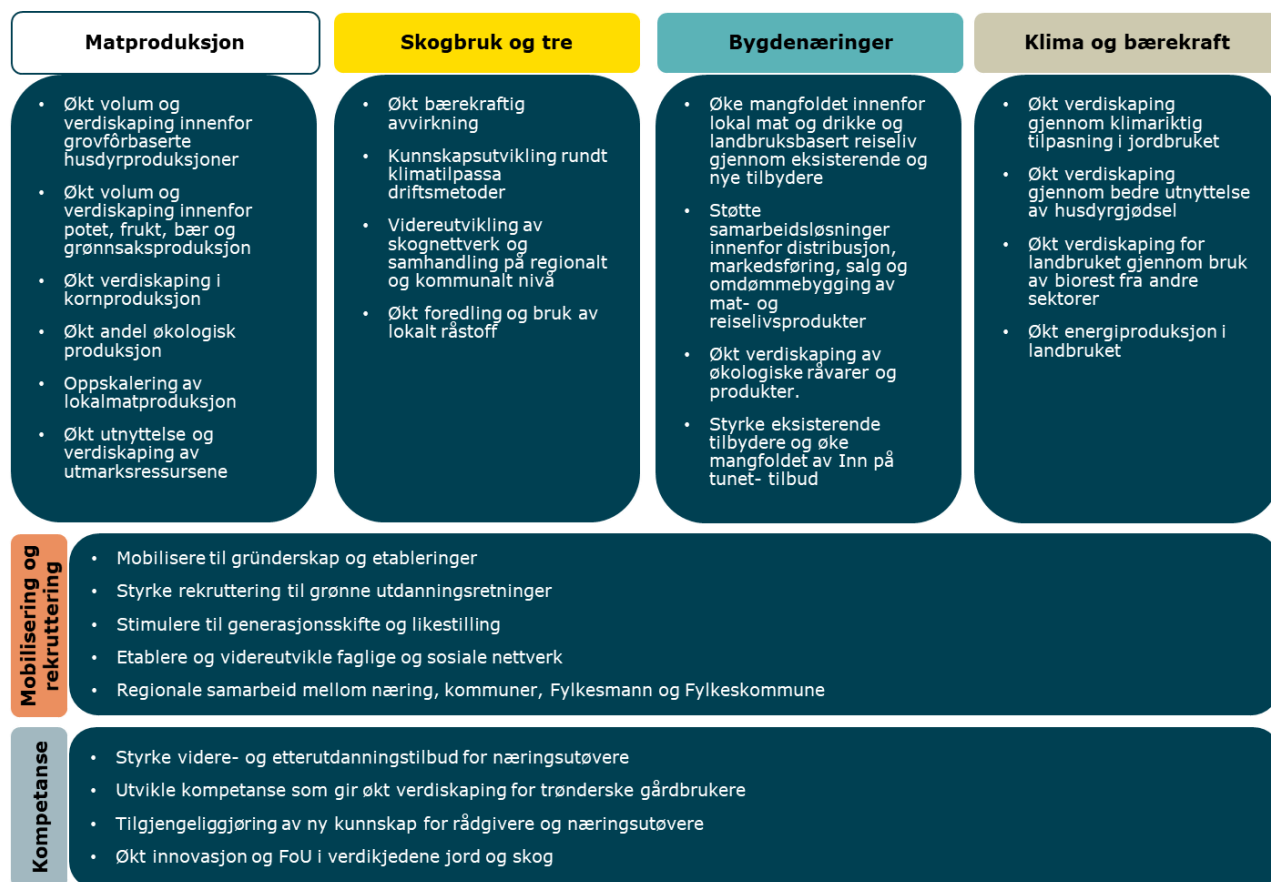 Matproduksjon
• Økt volum og
verdiskaping innenfor
grovfôrbaserte
husdyrproduksjoner
• Økt volum og
verdiskaping innenfor
potet, frukt, bær og
grønnsaksproduksjon
• Økt verdiskaping i
kornproduksjon
• Økt andel økologisk
produksjon
• Oppskalering av
lokalmatproduksjon
• Økt utnyttelse og
verdiskaping av
utmarksressursene
Skogbruk og tre
• Økt bærekraftig
avvirkning
• Kunnskapsutvikling rundt
klimatilpassa
driftsmetoder
• Videreutvikling av
skognettverk og
samhandling på regionalt
og kommunalt nivå
• Økt foredling og bruk av
lokalt råstoff
Bygdenæringer
• Øke mangfoldet innenfor
lokal mat og drikke og
landbruksbasert reiseliv
gjennom eksisterende og
nye tilbydere
• Støtte
samarbeidsløsninger
innenfor distribusjon,
markedsføring, salg og
omdømmebygging av
mat- og
reiselivsprodukter
• Økt verdiskaping av
økologiske råvarer og
produkter.
• Styrke eksisterende
tilbydere og øke
mangfoldet av Inn på
tunet- tilbud
Klima og bærekraft
• Økt verdiskaping
gjennom klimariktig
tilpasning i jordbruket
• Økt verdiskaping
gjennom bedre utnyttelse
av husdyrgjødsel
• Økt verdiskaping for
landbruket gjennom bruk
av biorest fra andre
sektorer
• Økt energiproduksjon i
landbruket
Mobilisering og
rekruttering
• Mobilisere til gründerskap og etableringer
• Styrke rekruttering til grønne utdanningsretninger
• Stimulere til generasjonsskifte og likestilling
• Etablere og videreutvikle faglige og sosiale nettverk
• Regionale samarbeid mellom næring, kommuner, Fylkesmann og Fylkeskommune
Kompetanse
• Styrke videre- og etterutdanningstilbud for næringsutøvere
• Utvikle kompetanse som gir økt verdiskaping for trønderske gårdbrukere
• Tilgjengeliggjøring av ny kunnskap for rådgivere og næringsutøvere
• Økt innovasjon og FoU i verdikjedene jord og skog